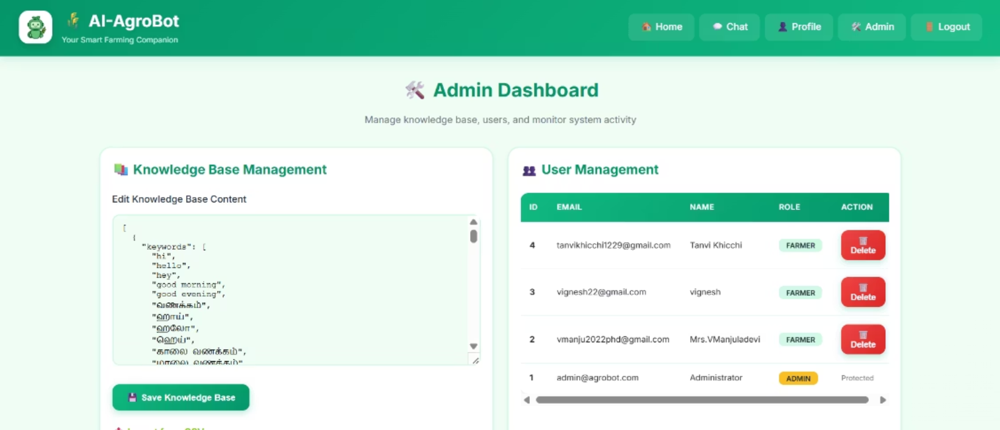 AI-AgroBot
Your Smart Farming Companion
Home
Chat
Profile
Admin
Logout
Admin Dashboard
Manage knowledge base, users, and monitor system activity
Knowledge Base Management
Edit Knowledge Base Content
[
{
"keywords": [
"hi",
"hello",
"hey",
"good morning",
"good evening",
"வணக்கம்",
"ஹாய்",
"ஹலோ",
"ஹெய்",
"காலை வணக்கம்",
"மாலை வணக்கம்"
Save Knowledge Base
User Management
ID EMAIL NAME ROLE ACTION
4 tanvikhicchi1229@gmail.com Tanvi Khicchi FARMER Delete
3 vignesh22@gmail.com vignesh FARMER Delete
2 vmanju2022phd@gmail.com Mrs.VManjuladevi FARMER Delete
1 admin@agrobot.com Administrator ADMIN Protected